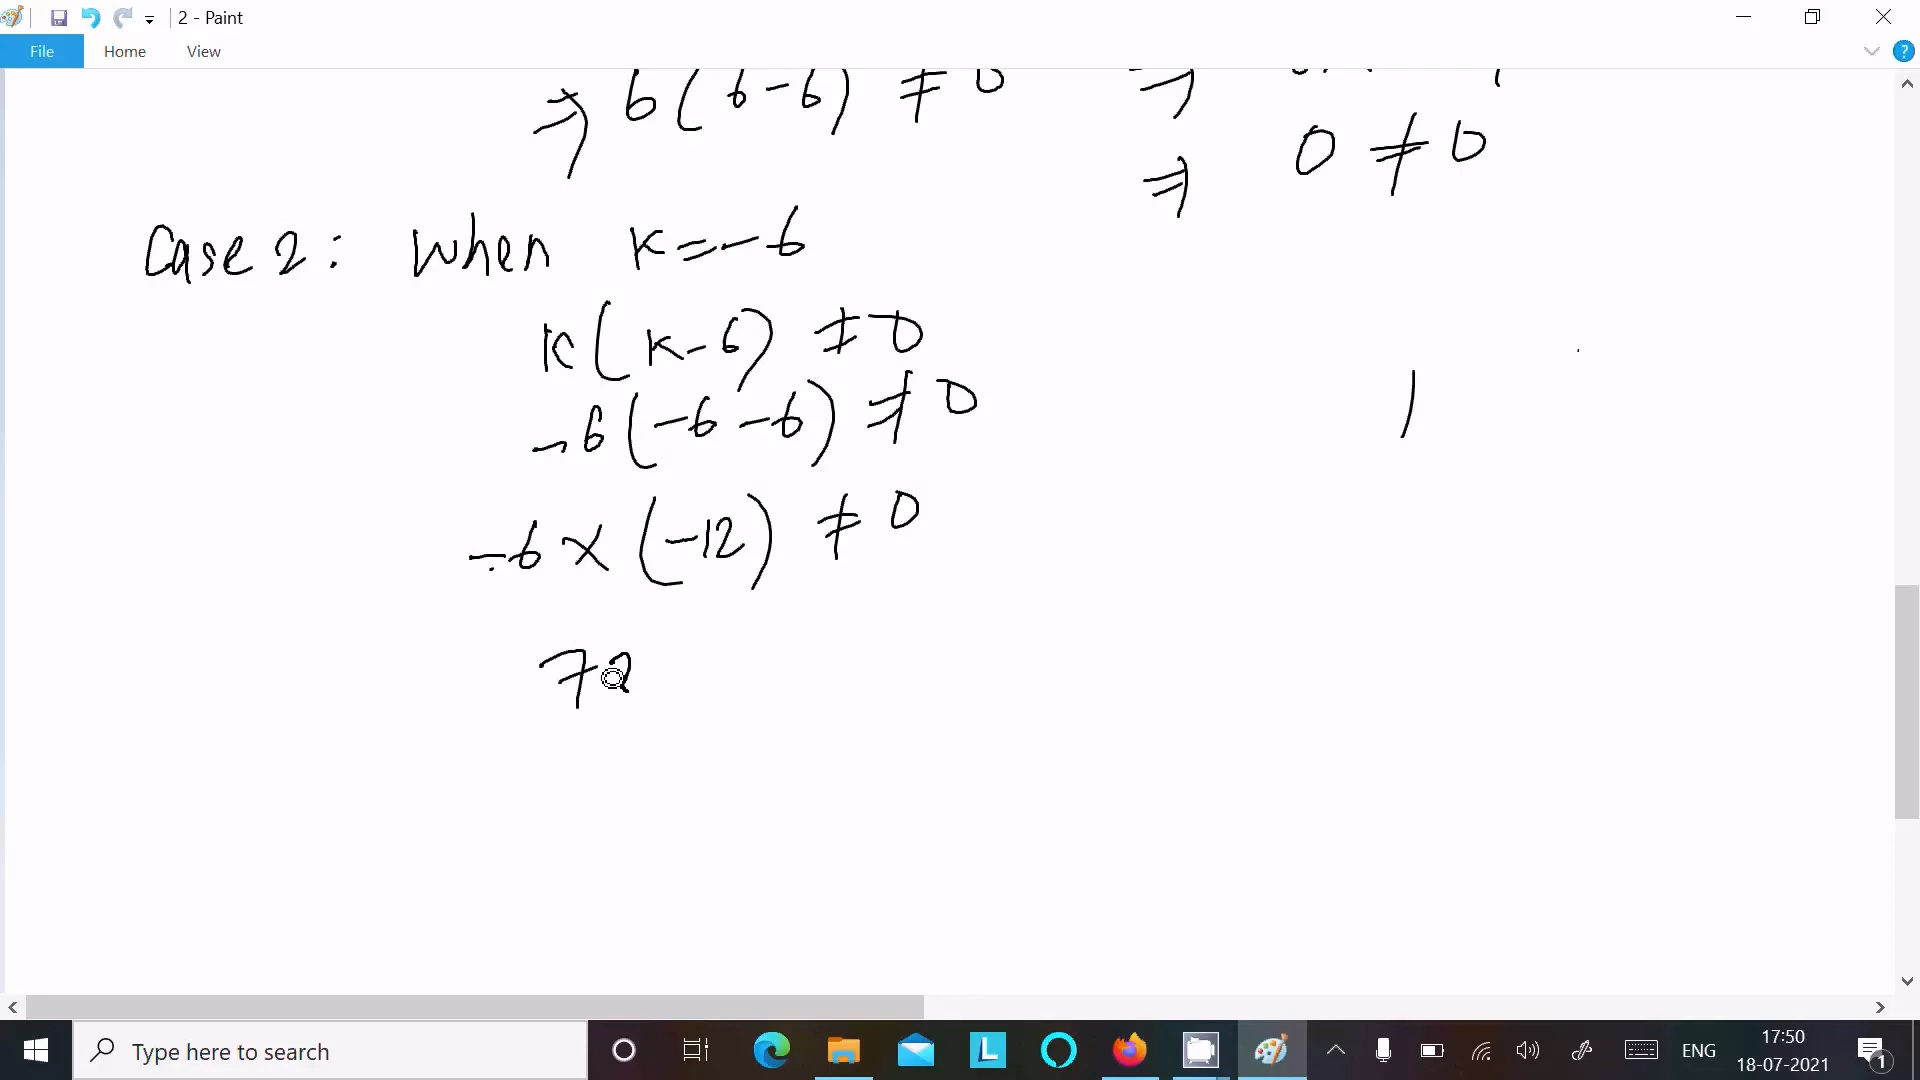 2 - Paint
File Home View
⇒ 6(6-6) ≠ 0 ⇒
⇒ 0 ≠ 0
Case 2: When K=-6
K(K-6) ≠ 0
-6(-6-6) ≠ 0
-6 × (-12) ≠ 0
72
Type here to search
ENG
17:50
18-07-2021
1